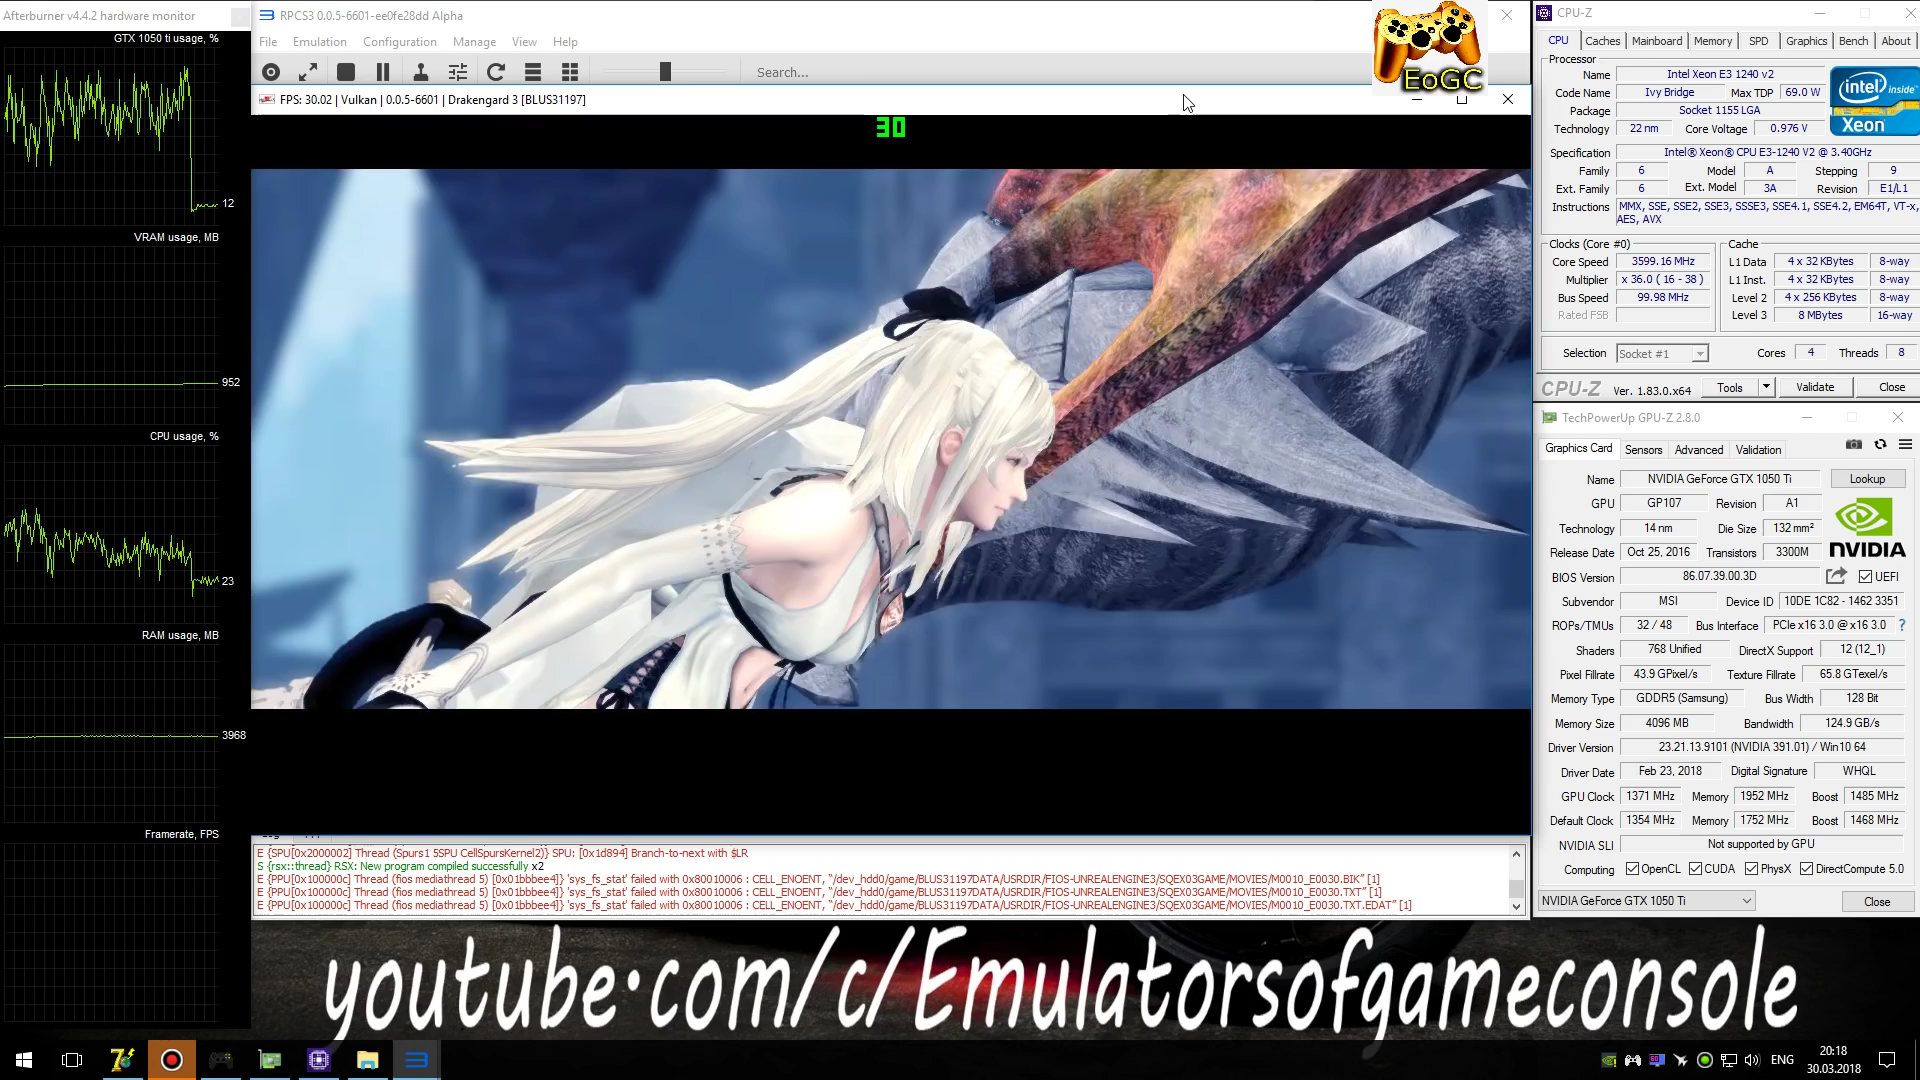 Afterburner v4.4.2 hardware monitor
GTX 1050 ti usage, %
12
VRAM usage, MB
952
CPU usage, %
23
RAM usage, MB
3968
Framerate, FPS
RPCS3 0.0.5-6601-ee0fe28dd Alpha
File Emulation Configuration Manage View Help
Search...
EoGC
FPS: 30.02 | Vulkan | 0.0.5-6601 | Drakengard 3 [BLUS31197]
30
E {SPU[0x2000002] Thread (Spurs1 5SPU CellSpursKernel2)} SPU: [0x1d894] Branch-to-next with $LR
S {rsx::thread} RSX: New program compiled successfully x2
E {PPU[0x100000c] Thread (fios mediathread 5) [0x01bbbee4]} 'sys_fs_stat' failed with 0x80010006 : CELL_ENOENT, “/dev_hdd0/game/BLUS31197DATA/USRDIR/FIOS-UNREALENGINE3/SQEX03GAME/MOVIES/M0010_E0030.BIK” [1]
E {PPU[0x100000c] Thread (fios mediathread 5) [0x01bbbee4]} 'sys_fs_stat' failed with 0x80010006 : CELL_ENOENT, “/dev_hdd0/game/BLUS31197DATA/USRDIR/FIOS-UNREALENGINE3/SQEX03GAME/MOVIES/M0010_E0030.TXT” [1]
E {PPU[0x100000c] Thread (fios mediathread 5) [0x01bbbee4]} 'sys_fs_stat' failed with 0x80010006 : CELL_ENOENT, “/dev_hdd0/game/BLUS31197DATA/USRDIR/FIOS-UNREALENGINE3/SQEX03GAME/MOVIES/M0010_E0030.TXT.EDAT” [1]
CPU-Z
CPU Caches Mainboard Memory SPD Graphics Bench About
Processor
Name Intel Xeon E3 1240 v2
Code Name Ivy Bridge Max TDP 69.0 W
Package Socket 1155 LGA
Technology 22 nm Core Voltage 0.976 V
intel inside
Xeon
Specification Intel® Xeon® CPU E3-1240 V2 @ 3.40GHz
Family 6 Model A Stepping 9
Ext. Family 6 Ext. Model 3A Revision E1/L1
Instructions MMX, SSE, SSE2, SSE3, SSSE3, SSE4.1, SSE4.2, EM64T, VT-x,
AES, AVX
Clocks (Core #0) Cache
Core Speed 3599.16 MHz L1 Data 4 x 32 KBytes 8-way
Multiplier x 36.0 ( 16 - 38 ) L1 Inst. 4 x 32 KBytes 8-way
Bus Speed 99.98 MHz Level 2 4 x 256 KBytes 8-way
Rated FSB Level 3 8 MBytes 16-way
Selection Socket #1 Cores 4 Threads 8
CPU-Z Ver. 1.83.0.x64 Tools Validate Close
TechPowerUp GPU-Z 2.8.0
Graphics Card Sensors Advanced Validation
Name NVIDIA GeForce GTX 1050 Ti Lookup
GPU GP107 Revision A1
Technology 14 nm Die Size 132 mm²
Release Date Oct 25, 2016 Transistors 3300M
NVIDIA
BIOS Version 86.07.39.00.3D UEFI
Subvendor MSI Device ID 10DE 1C82 - 1462 3351
ROPs/TMUs 32 / 48 Bus Interface PCIe x16 3.0 @ x16 3.0 ?
Shaders 768 Unified DirectX Support 12 (12_1)
Pixel Fillrate 43.9 GPixel/s Texture Fillrate 65.8 GTexel/s
Memory Type GDDR5 (Samsung) Bus Width 128 Bit
Memory Size 4096 MB Bandwidth 124.9 GB/s
Driver Version 23.21.13.9101 (NVIDIA 391.01) / Win10 64
Driver Date Feb 23, 2018 Digital Signature WHQL
GPU Clock 1371 MHz Memory 1952 MHz Boost 1485 MHz
Default Clock 1354 MHz Memory 1752 MHz Boost 1468 MHz
NVIDIA SLI Not supported by GPU
Computing OpenCL CUDA PhysX DirectCompute 5.0
NVIDIA GeForce GTX 1050 Ti Close
youtube.com/c/Emulatorsofgameconsole
ENG
20:18
30.03.2018